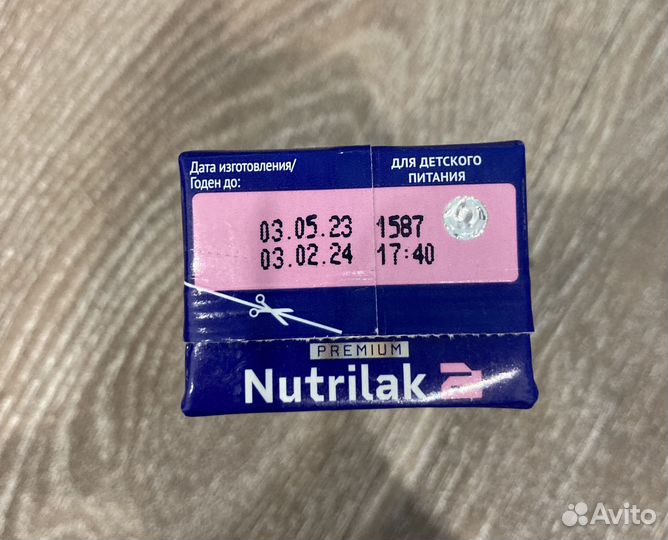 Дата изготовления/
Годен до:
ДЛЯ ДЕТСКОГО
ПИТАНИЯ
03.05.23 1587
03.02.24 17:40
PREMIUM
Nutrilak 2
Avito